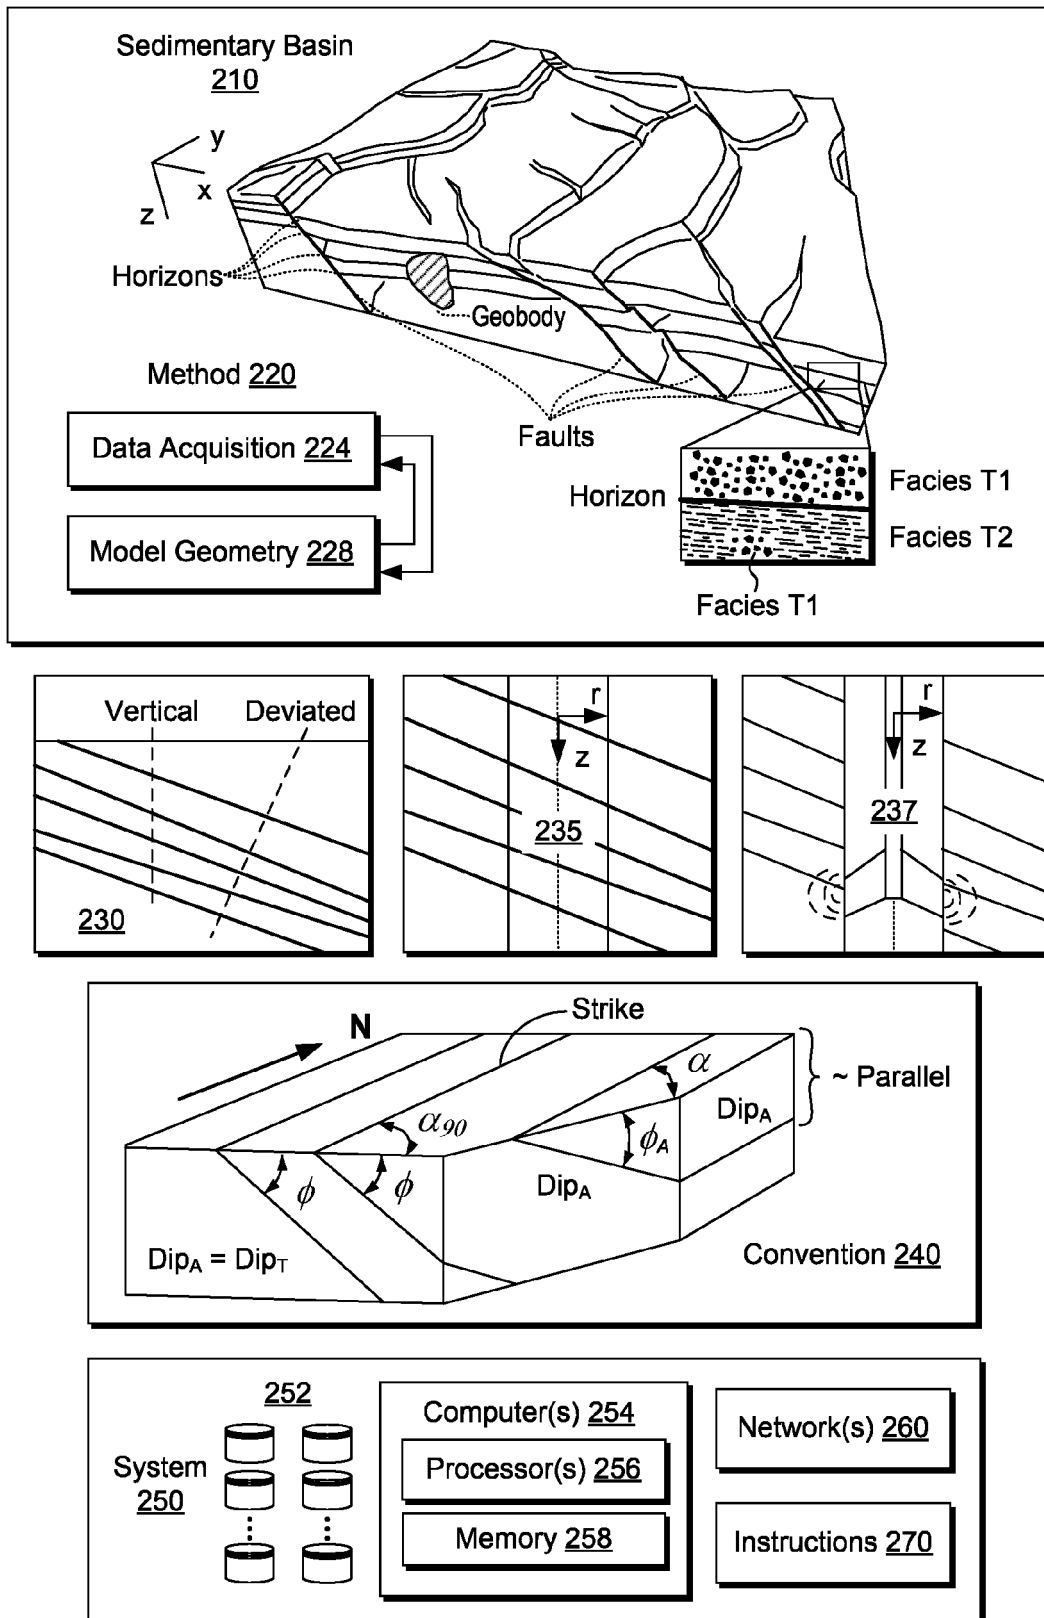 Sedimentary Basin
210
y
x
z
Horizons
Geobody
Method 220
Faults
Data Acquisition 224
Model Geometry 228
Horizon
Facies T1
Facies T2
Facies T1
Vertical
Deviated
230
r
z
235
r
z
237
N
Strike
α
~ Parallel
α90
ϕA
DipA
ϕ
ϕ
DipA
DipA = DipT
Convention 240
252
System
250
Computer(s) 254
Processor(s) 256
Memory 258
Network(s) 260
Instructions 270